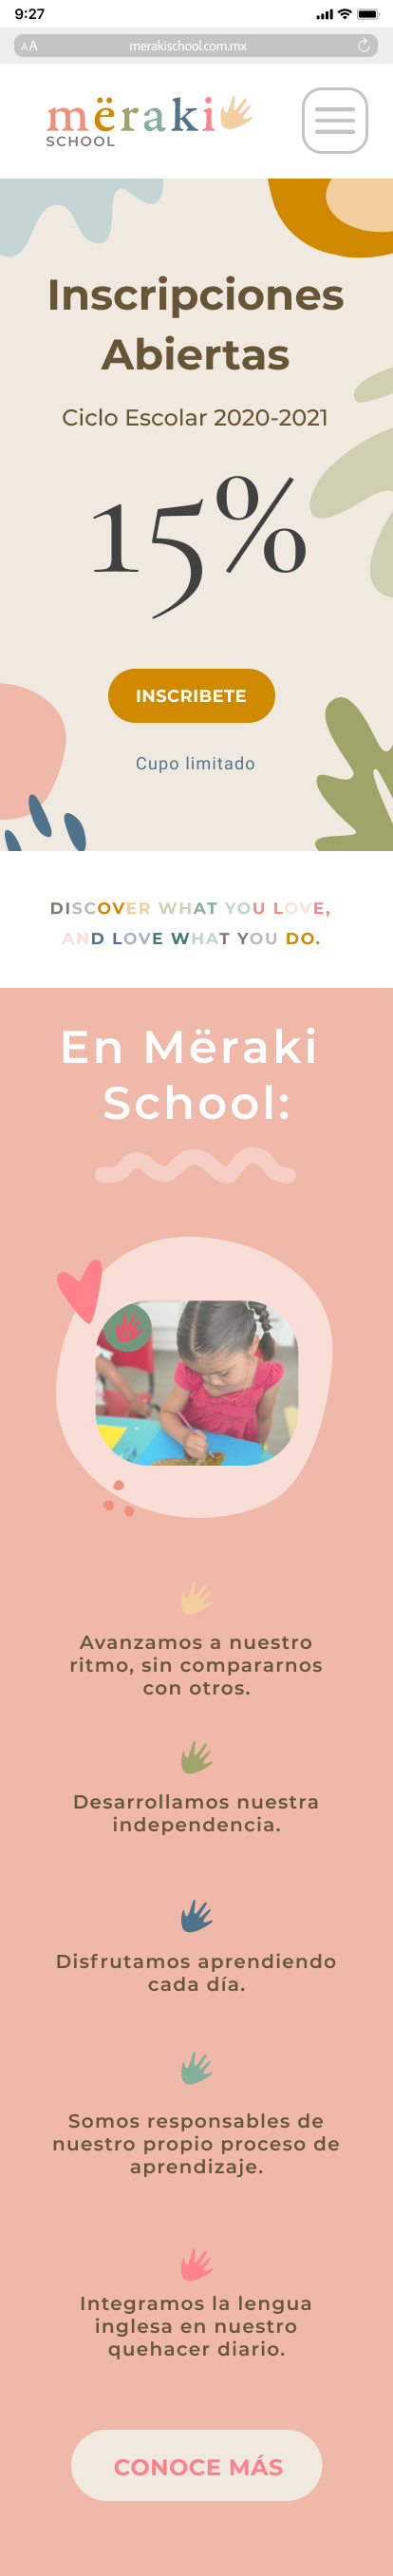 9:27
AA merakischool.com.mx
mëraki
SCHOOL
Inscripciones
Abiertas
Ciclo Escolar 2020-2021
15%
INSCRIBETE
Cupo limitado
DISCOVER WHAT YOU LOVE,
AND LOVE WHAT YOU DO.
En Mëraki
School:
Avanzamos a nuestro
ritmo, sin compararnos
con otros.
Desarrollamos nuestra
independencia.
Disfrutamos aprendiendo
cada día.
Somos responsables de
nuestro propio proceso de
aprendizaje.
Integramos la lengua
inglesa en nuestro
quehacer diario.
CONOCE MÁS